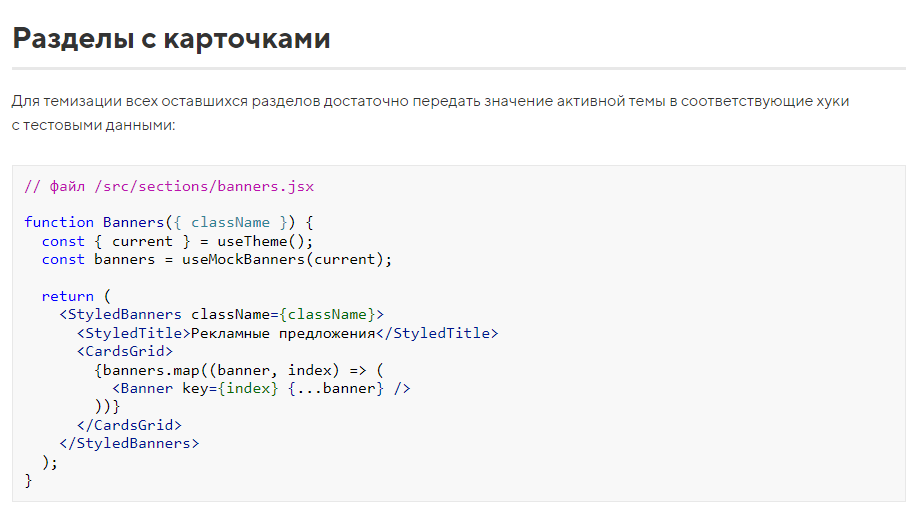 Разделы с карточками
Для темизации всех оставшихся разделов достаточно передать значение активной темы в соответствующие хуки
с тестовыми данными:
// файл /src/sections/banners.jsx
function Banners({ className }) {
  const { current } = useTheme();
  const banners = useMockBanners(current);
  return (
    <StyledBanners className={className}>
      <StyledTitle>Рекламные предложения</StyledTitle>
      <CardsGrid>
        {banners.map((banner, index) => (
          <Banner key={index} {...banner} />
        ))}
      </CardsGrid>
    </StyledBanners>
  );
}